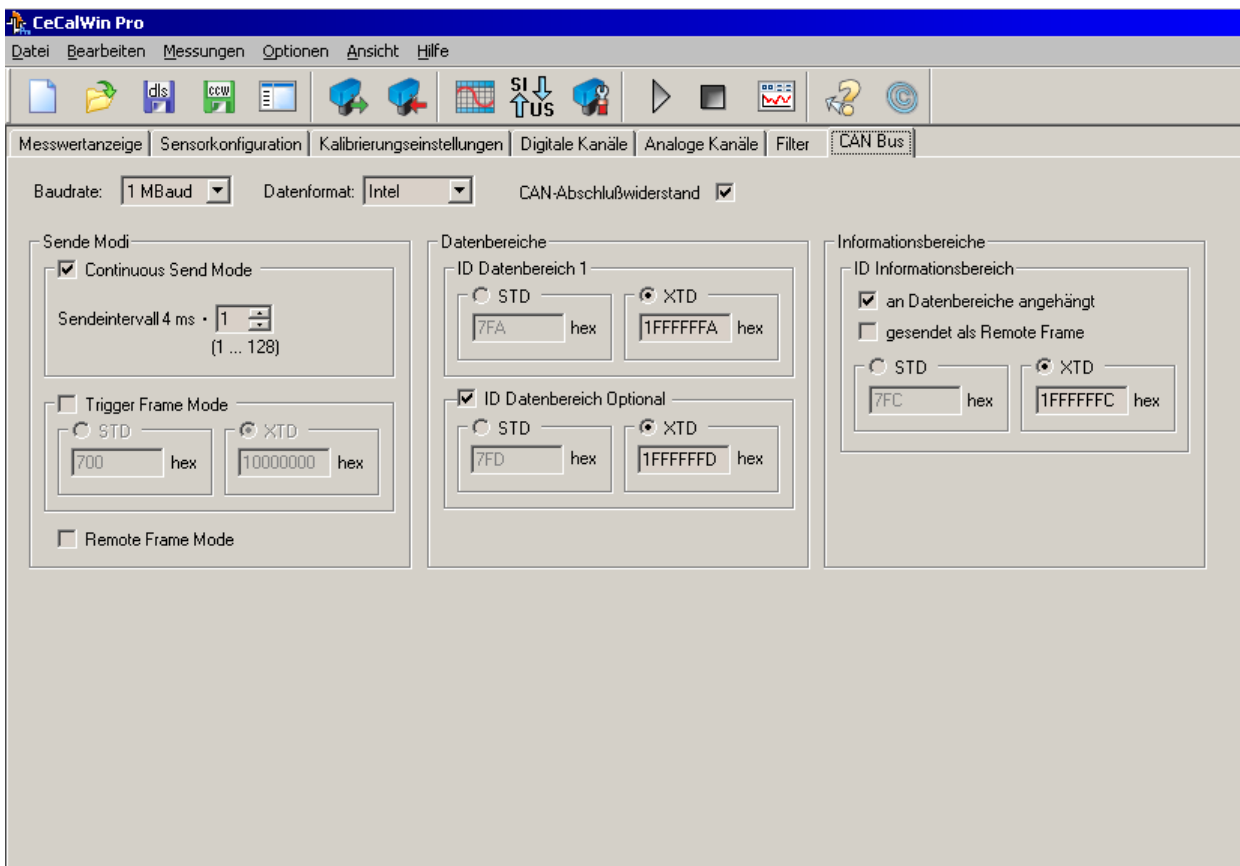 CeCalWin Pro
Datei Bearbeiten Messungen Optionen Ansicht Hilfe
dls ccw SI US
Messwertanzeige Sensorkonfiguration Kalibrierungseinstellungen Digitale Kanäle Analoge Kanäle Filter CAN Bus
Baudrate: 1 MBaud Datenformat: Intel CAN-Abschlußwiderstand
Sende Modi
Continuous Send Mode
Sendeintervall 4 ms · 1
(1 ... 128)
Trigger Frame Mode
STD XTD
700 hex 10000000 hex
Remote Frame Mode
Datenbereiche
ID Datenbereich 1
STD XTD
7FA hex 1FFFFFFA hex
ID Datenbereich Optional
STD XTD
7FD hex 1FFFFFFD hex
Informationsbereiche
ID Informationsbereich
an Datenbereiche angehängt
gesendet als Remote Frame
STD XTD
7FC hex 1FFFFFFC hex